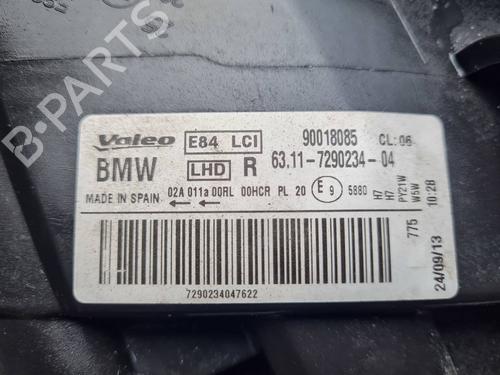 Valeo E84 LCI 90018085 CL:06
BMW LHD R 63.11-7290234-04
MADE IN SPAIN 02A 011a 00RL 00HCR PL 20 E 9 5880
H7
H7
PY21W
W5W
10:28
775
24/09/13
7290234047622
B-PARTS